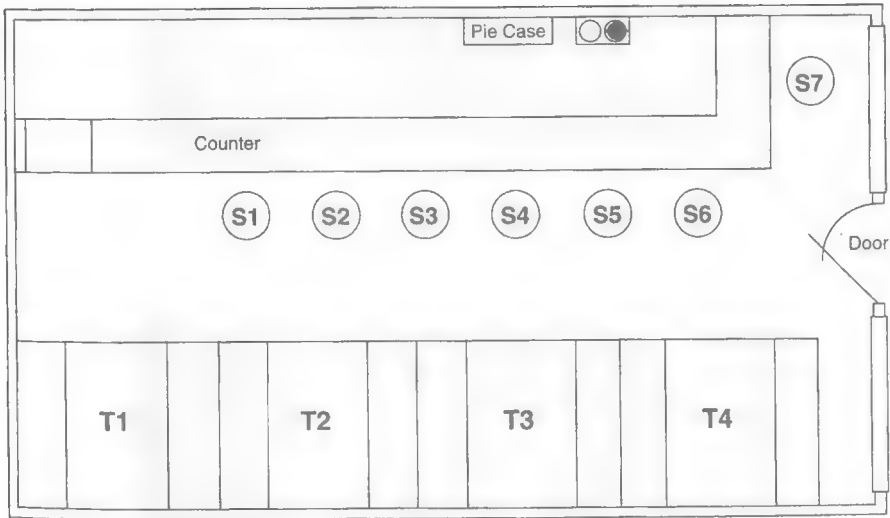 Pie Case
S7
Counter
S1 S2 S3 S4 S5 S6
Door
T1 T2 T3 T4